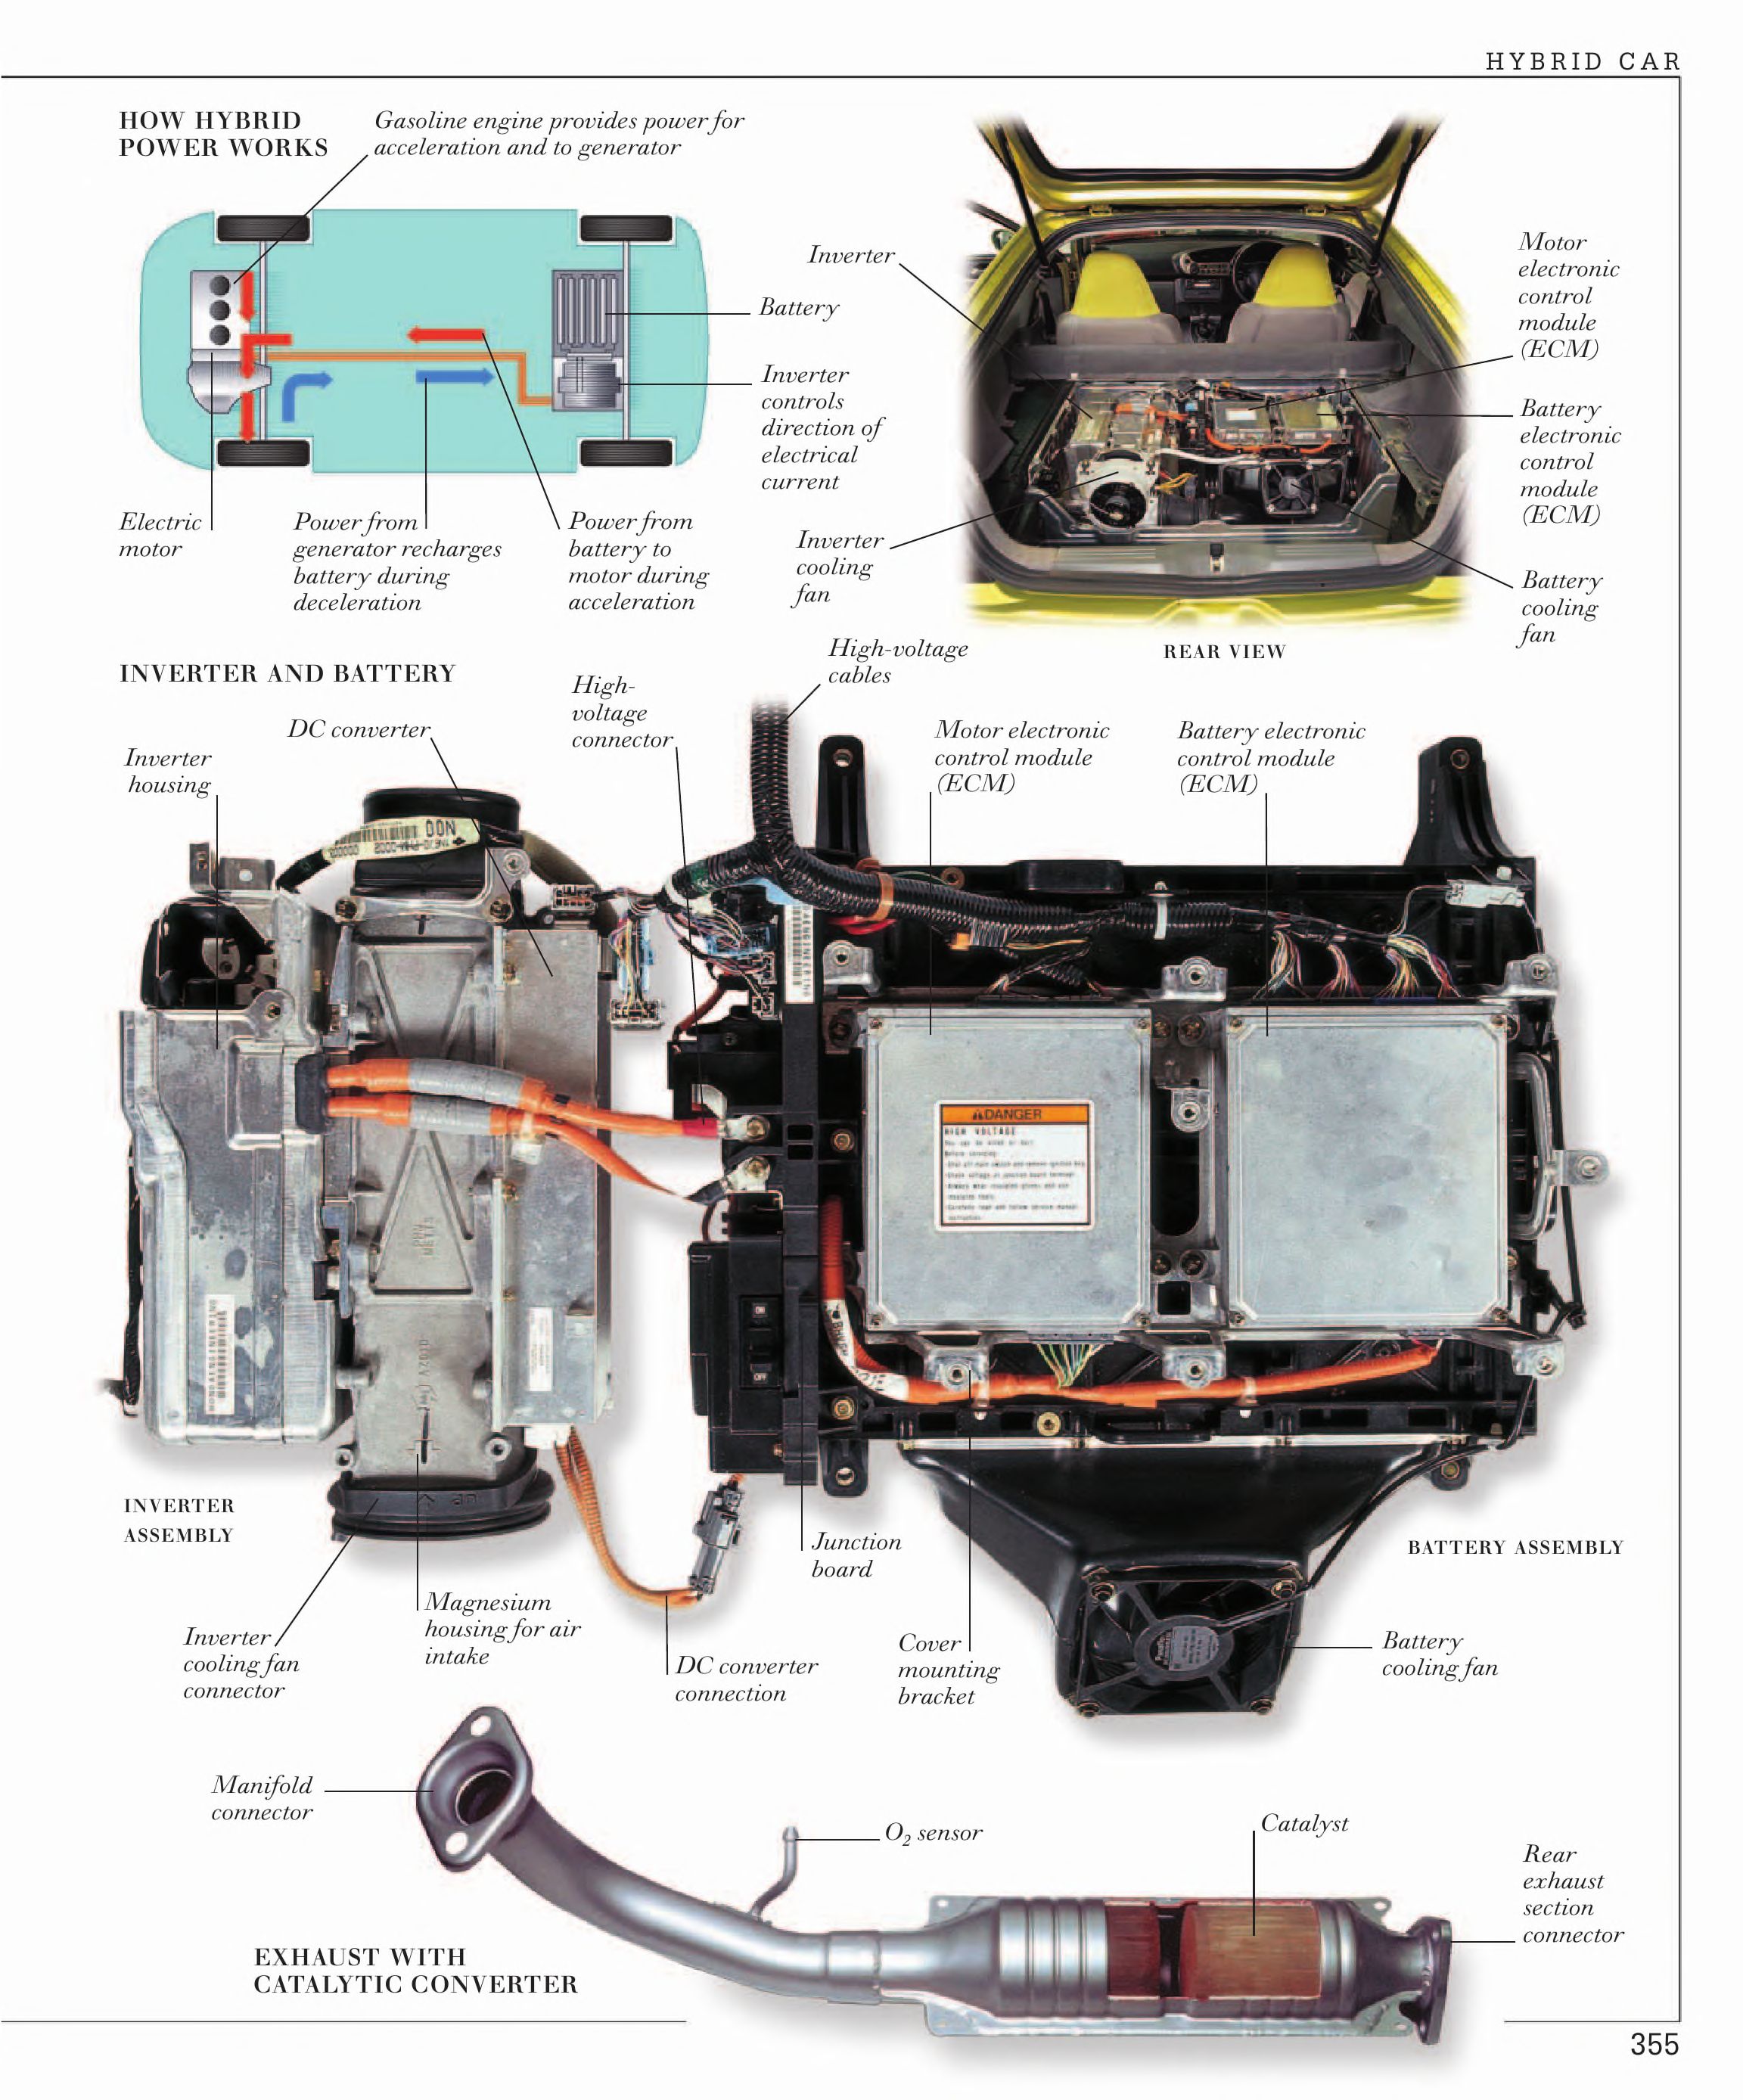 HYBRID CAR
HOW HYBRID
POWER WORKS
Gasoline engine provides power for
acceleration and to generator
Battery
Inverter
controls
direction of
electrical
current
Electric
motor
Power from
generator recharges
battery during
deceleration
Power from
battery to
motor during
acceleration
Inverter
Motor
electronic
control
module
(ECM)
Battery
electronic
control
module
(ECM)
Inverter
cooling
fan
Battery
cooling
fan
REAR VIEW
INVERTER AND BATTERY
High-voltage
cables
High-
voltage
connector
DC converter
Inverter
housing
Motor electronic
control module
(ECM)
Battery electronic
control module
(ECM)
DANGER
HIGH VOLTAGE
ON
OFF
UP
INVERTER
ASSEMBLY
BATTERY ASSEMBLY
Junction
board
Magnesium
housing for air
intake
Inverter
cooling fan
connector
DC converter
connection
Cover
mounting
bracket
Battery
cooling fan
Manifold
connector
O₂ sensor
Catalyst
Rear
exhaust
section
connector
EXHAUST WITH
CATALYTIC CONVERTER
355